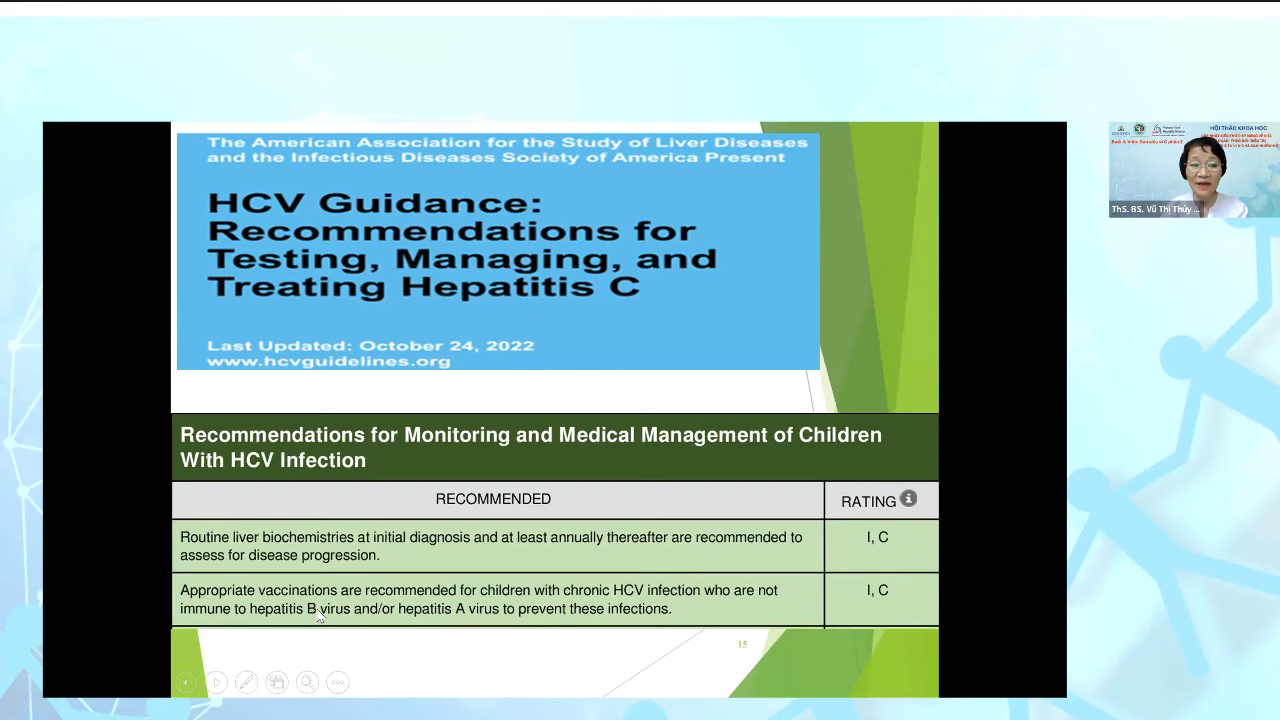 The American Association for the Study of Liver Diseases
and the Infectious Diseases Society of America Present
HCV Guidance:
Recommendations for
Testing, Managing, and
Treating Hepatitis C
Last Updated: October 24, 2022
www.hcvguidelines.org
Recommendations for Monitoring and Medical Management of Children
With HCV Infection
RECOMMENDED
RATING
Routine liver biochemistries at initial diagnosis and at least annually thereafter are recommended to
assess for disease progression.
I, C
Appropriate vaccinations are recommended for children with chronic HCV infection who are not
immune to hepatitis B virus and/or hepatitis A virus to prevent these infections.
I, C
15
HỘI THẢO KHOA HỌC
ThS. BS. Vũ Thị Thúy ...